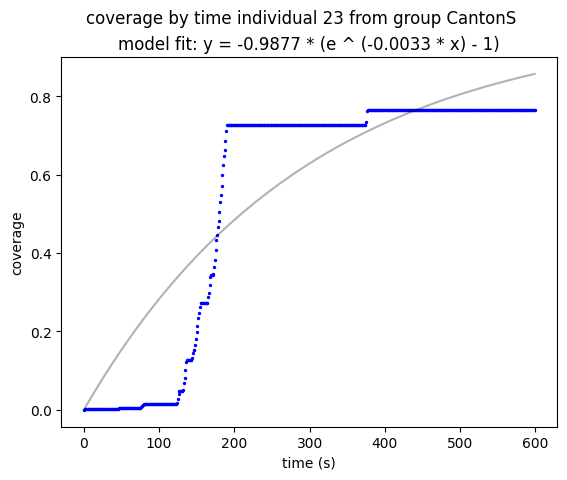 coverage by time individual 23 from group CantonS
model fit: y = -0.9877 * (e ^ (-0.0033 * x) - 1)
0.8
0.6
0.4
0.2
0.0
coverage
0 100 200 300 400 500 600
time (s)